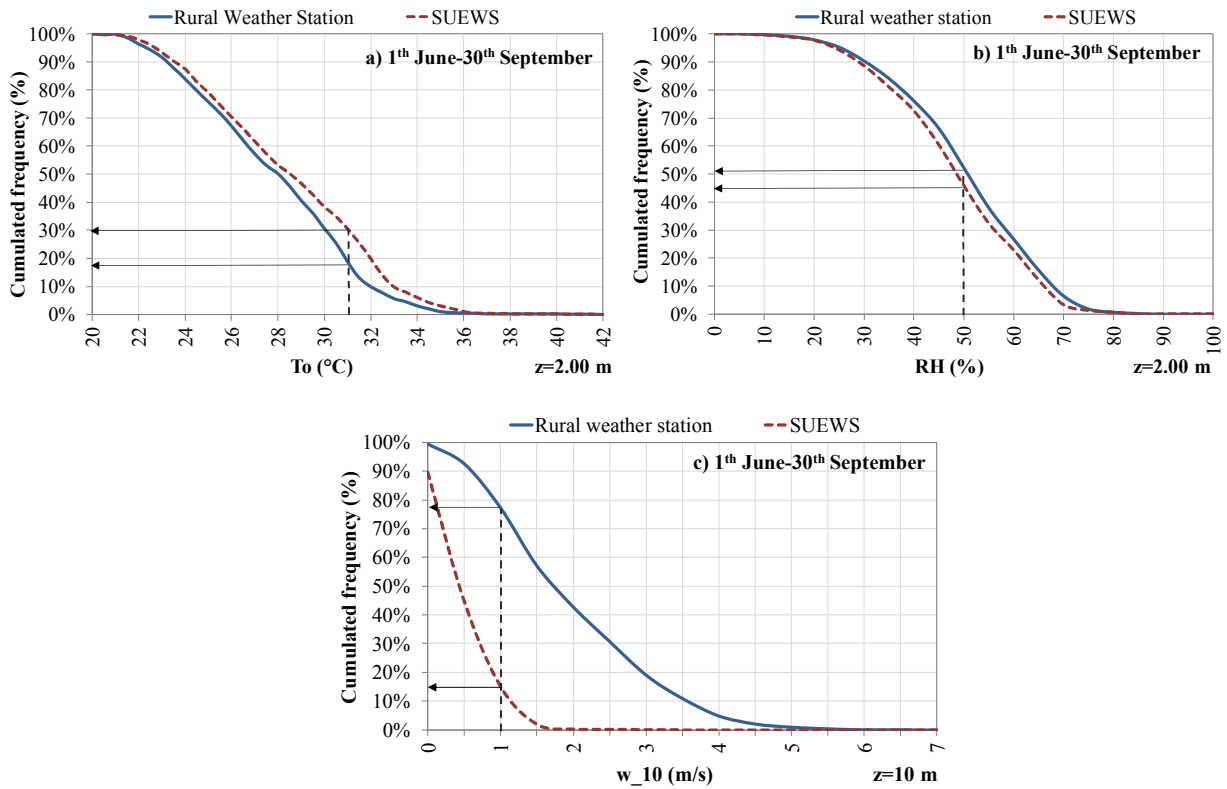 Rural Weather Station SUEWS
a) 1th June-30th September
Cumulated frequency (%)
100%
90%
80%
70%
60%
50%
40%
30%
20%
10%
0%
20 22 24 26 28 30 32 34 36 38 40 42
To (°C) z=2.00 m
Rural weather station SUEWS
b) 1th June-30th September
Cumulated frequency (%)
100%
90%
80%
70%
60%
50%
40%
30%
20%
10%
0%
0 10 20 30 40 50 60 70 80 90 100
RH (%) z=2.00 m
Rural weather station SUEWS
c) 1th June-30th September
Cumulated frequency (%)
100%
90%
80%
70%
60%
50%
40%
30%
20%
10%
0%
0 1 2 3 4 5 6 7
w_10 (m/s) z=10 m